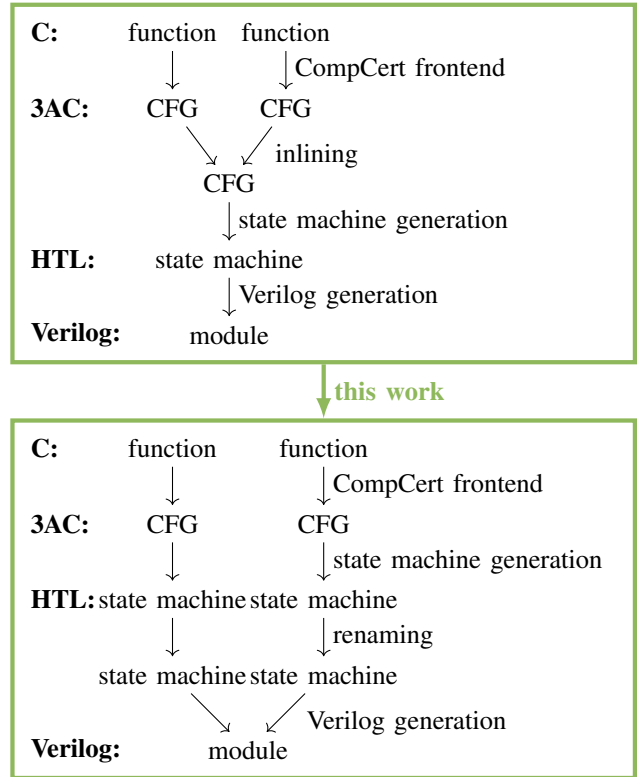 C: function function
CompCert frontend
3AC: CFG CFG
inlining
CFG
state machine generation
HTL: state machine
Verilog generation
Verilog: module
this work
C: function function
CompCert frontend
3AC: CFG CFG
state machine generation
HTL: state machine state machine
renaming
state machine state machine
Verilog generation
Verilog: module